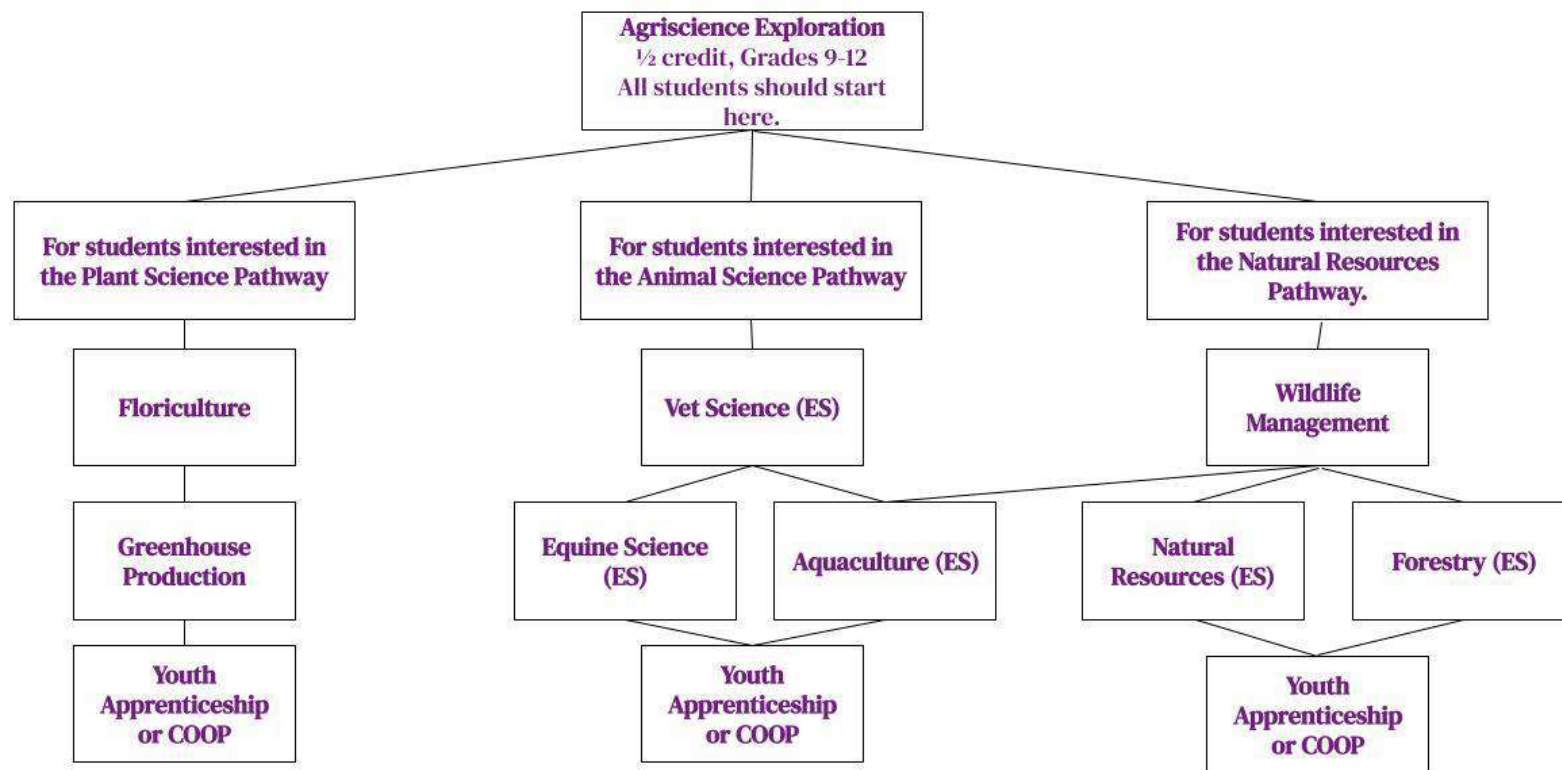 Agriscience Exploration
½ credit, Grades 9-12
All students should start
here.
For students interested in
the Plant Science Pathway
For students interested in
the Animal Science Pathway
For students interested in
the Natural Resources
Pathway.
Floriculture
Vet Science (ES)
Wildlife
Management
Greenhouse
Production
Equine Science
(ES)
Aquaculture (ES)
Natural
Resources (ES)
Forestry (ES)
Youth
Apprenticeship
or COOP
Youth
Apprenticeship
or COOP
Youth
Apprenticeship
or COOP